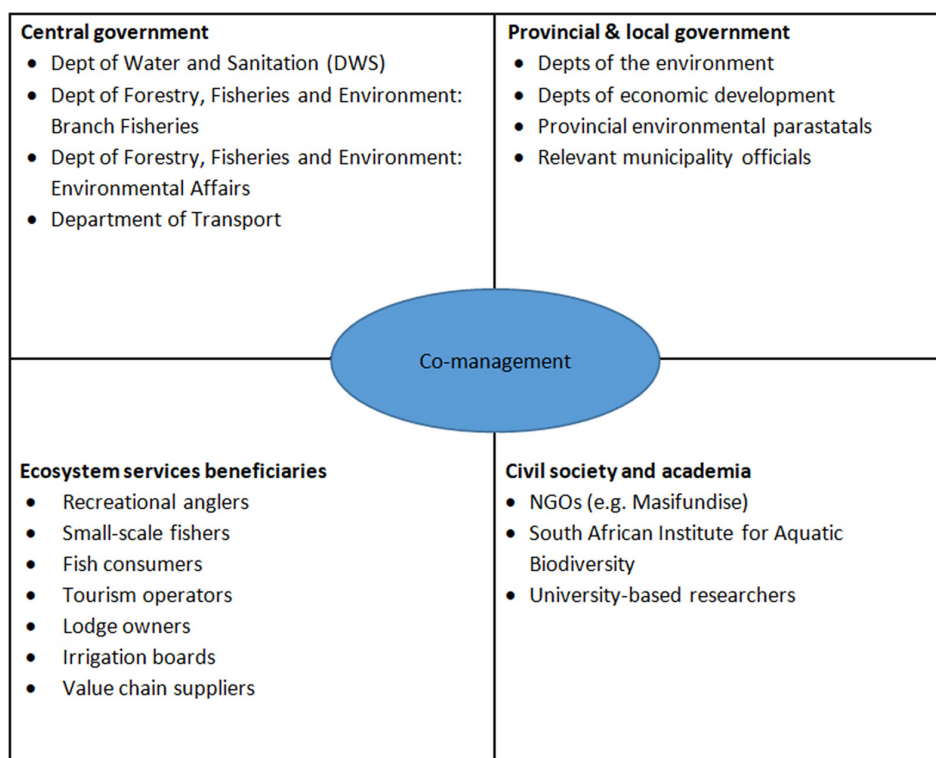 Central government
• Dept of Water and Sanitation (DWS)
• Dept of Forestry, Fisheries and Environment:
Branch Fisheries
• Dept of Forestry, Fisheries and Environment:
Environmental Affairs
• Department of Transport
Provincial & local government
• Depts of the environment
• Depts of economic development
• Provincial environmental parastatals
• Relevant municipality officials
Co-management
Ecosystem services beneficiaries
• Recreational anglers
• Small-scale fishers
• Fish consumers
• Tourism operators
• Lodge owners
• Irrigation boards
• Value chain suppliers
Civil society and academia
• NGOs (e.g. Masifundise)
• South African Institute for Aquatic
Biodiversity
• University-based researchers